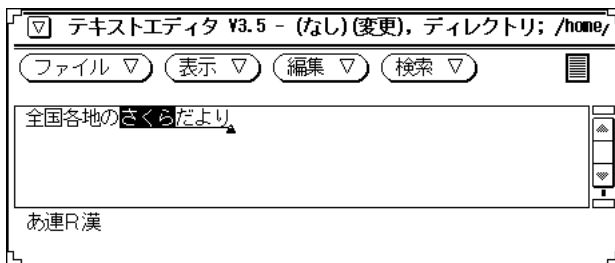 テキストエディタ V3.5 - (なし)(変更), ディレクトリ; /home/
ファイル 表示 編集 検索
全国各地のさくらだより
あ連R漢